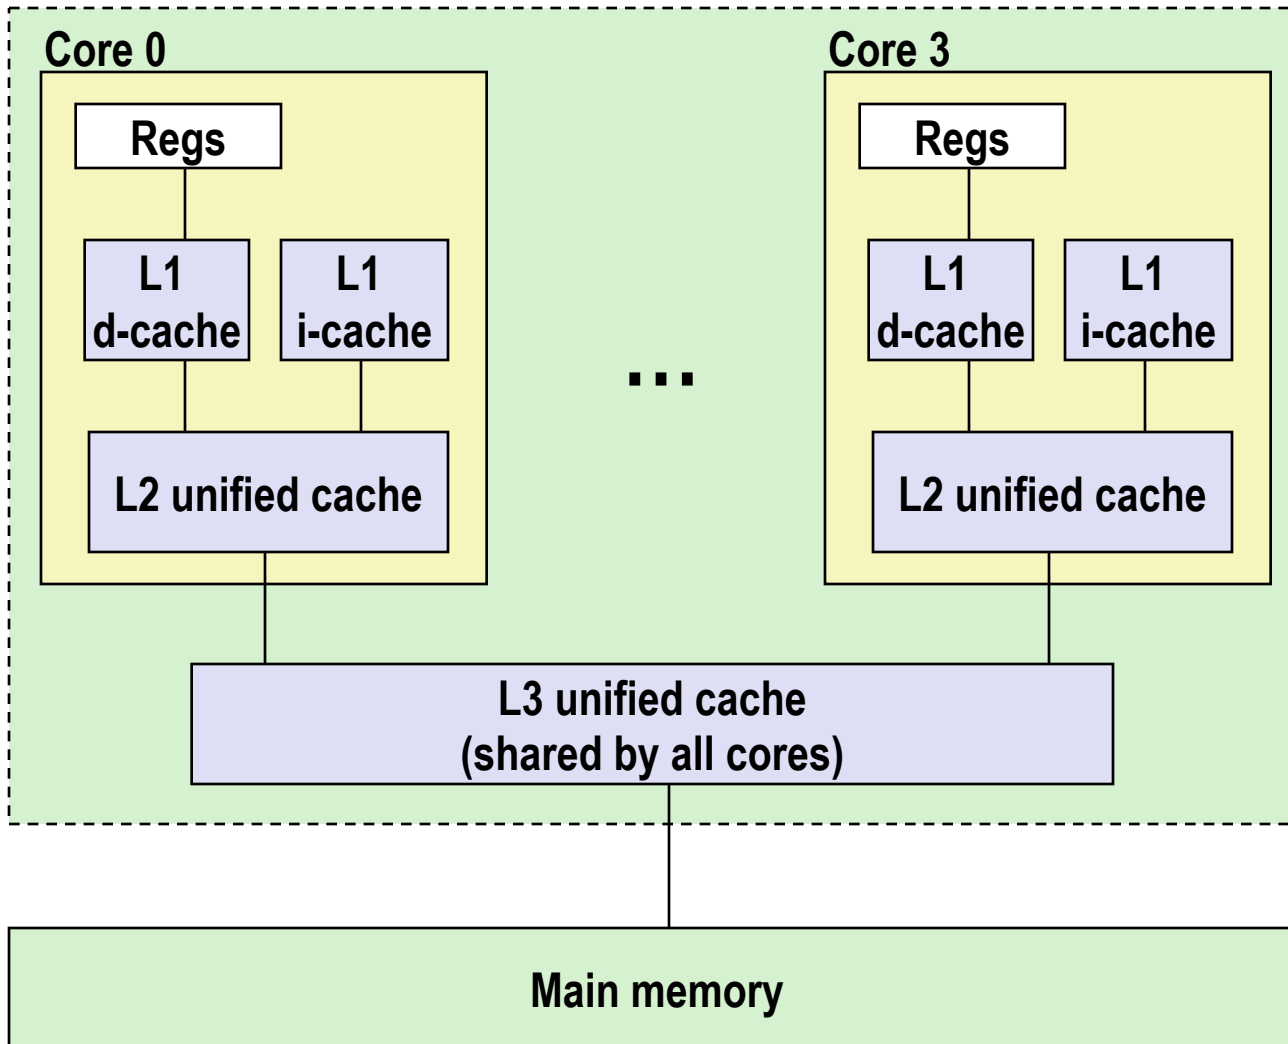 Core 0
Regs
L1
d-cache
L1
i-cache
L2 unified cache
...
Core 3
Regs
L1
d-cache
L1
i-cache
L2 unified cache
L3 unified cache
(shared by all cores)
Main memory